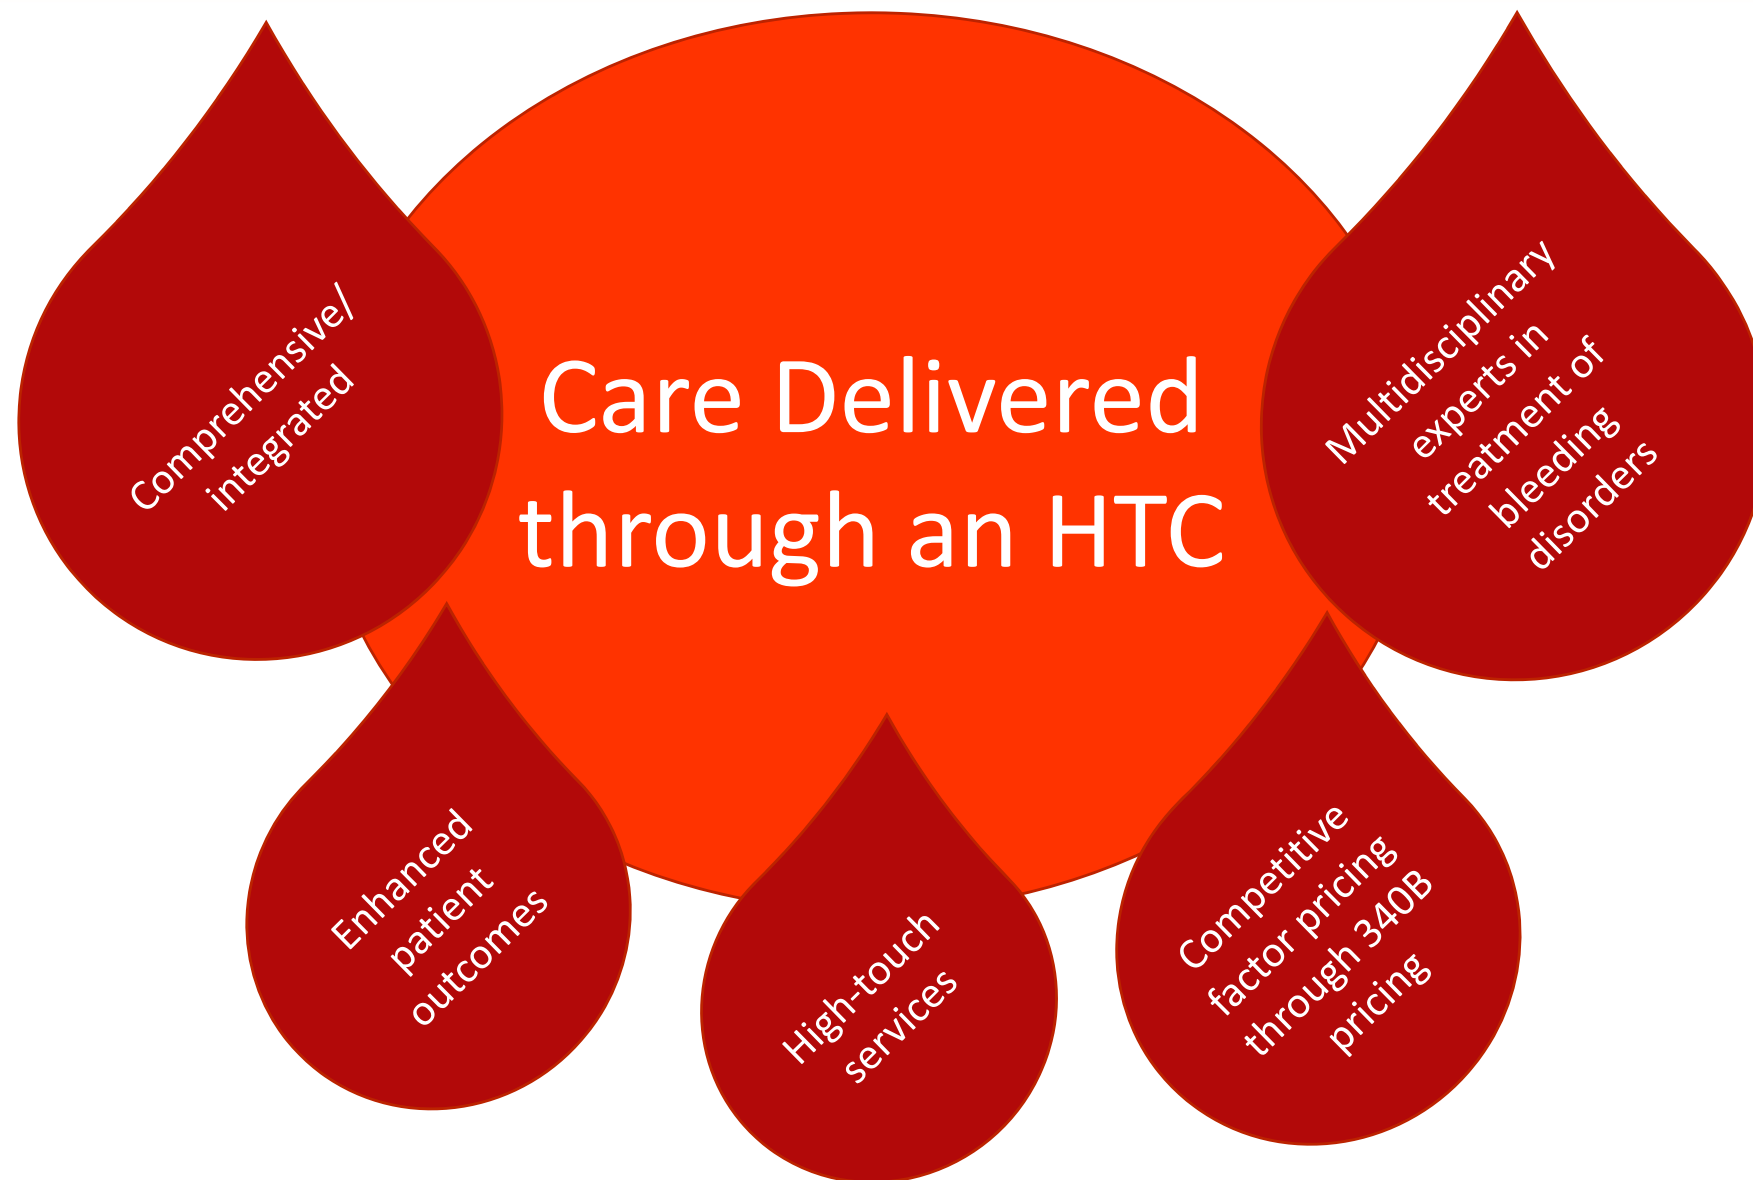 Care Delivered
through an HTC
Comprehensive/
integrated
Enhanced
patient
outcomes
High-touch
services
Competitive
factor pricing
through 340B
pricing
Multidisciplinary
experts in
treatment of
bleeding
disorders